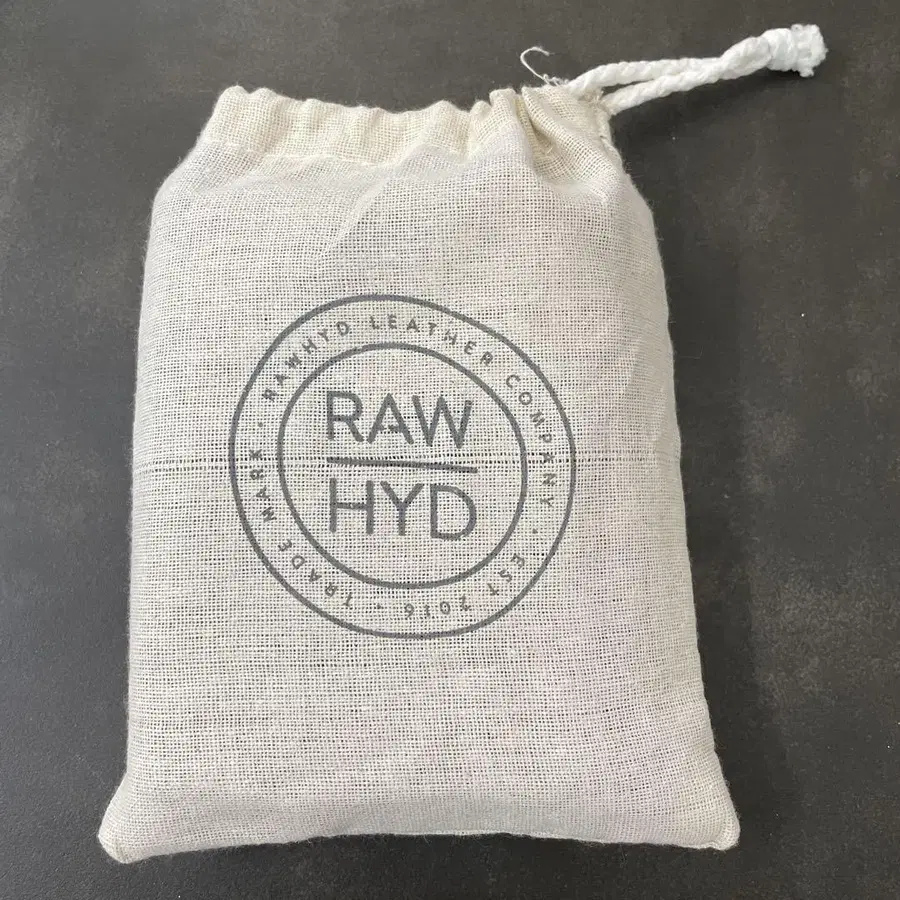 RAWHYD LEATHER COMPANY · EST 2016 · TRADE MARK ·
RAW
HYD